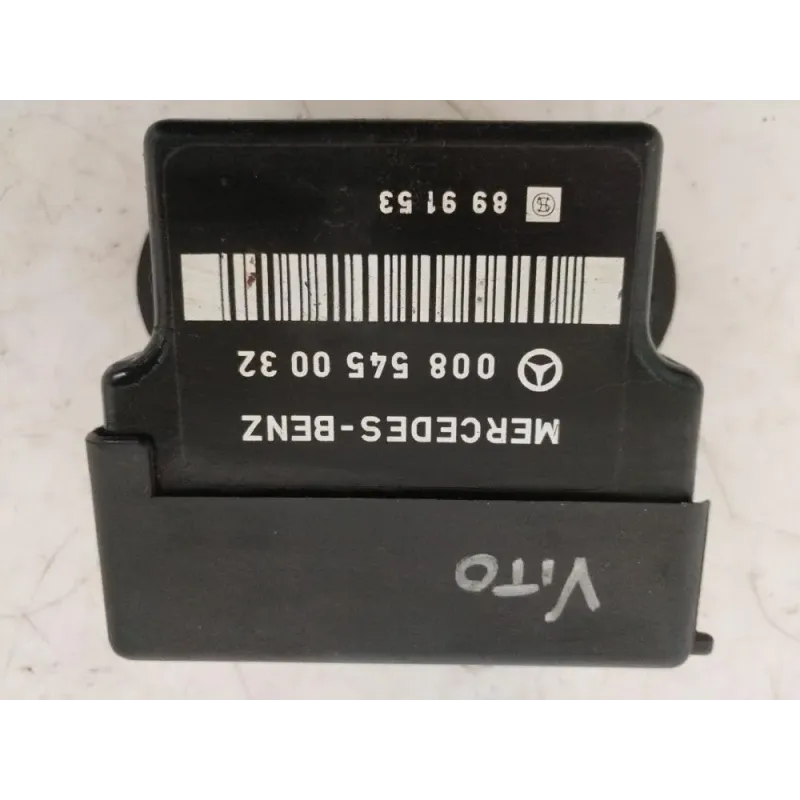 MERCEDES-BENZ
008 545 00 32
89 91 53
VITO